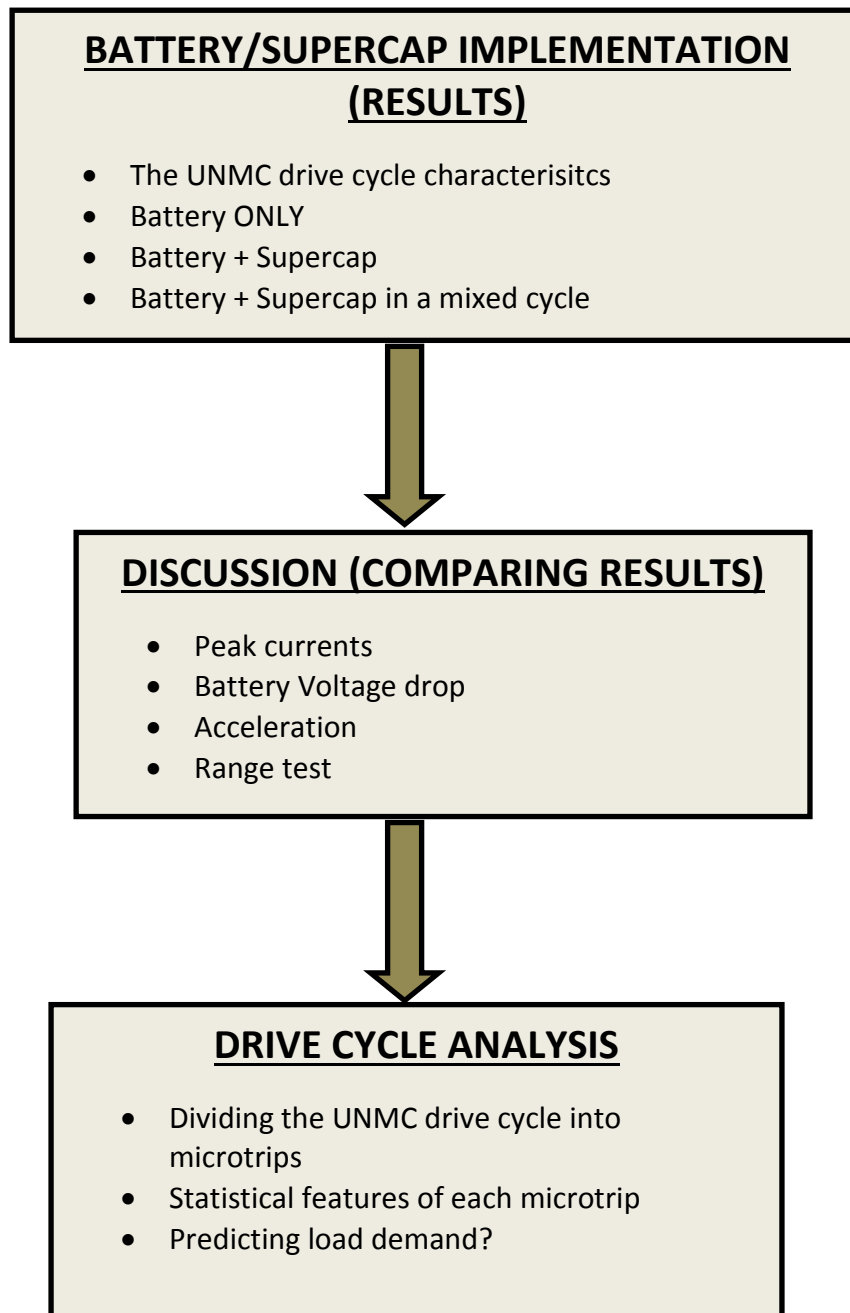 BATTERY/SUPERCAP IMPLEMENTATION
(RESULTS)
• The UNMC drive cycle characterisitcs
• Battery ONLY
• Battery + Supercap
• Battery + Supercap in a mixed cycle
DISCUSSION (COMPARING RESULTS)
• Peak currents
• Battery Voltage drop
• Acceleration
• Range test
DRIVE CYCLE ANALYSIS
• Dividing the UNMC drive cycle into
microtrips
• Statistical features of each microtrip
• Predicting load demand?